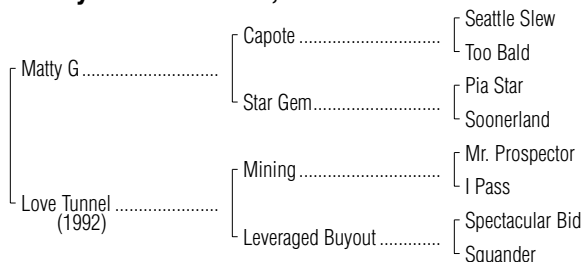 Seattle Slew
Capote
Too Bald
Matty G
Pia Star
Star Gem
Soonerland
Mr. Prospector
Mining
I Pass
Love Tunnel
(1992)
Spectacular Bid
Leveraged Buyout
Squander